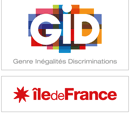 GID
Genre Inégalités Discriminations
îledeFrance